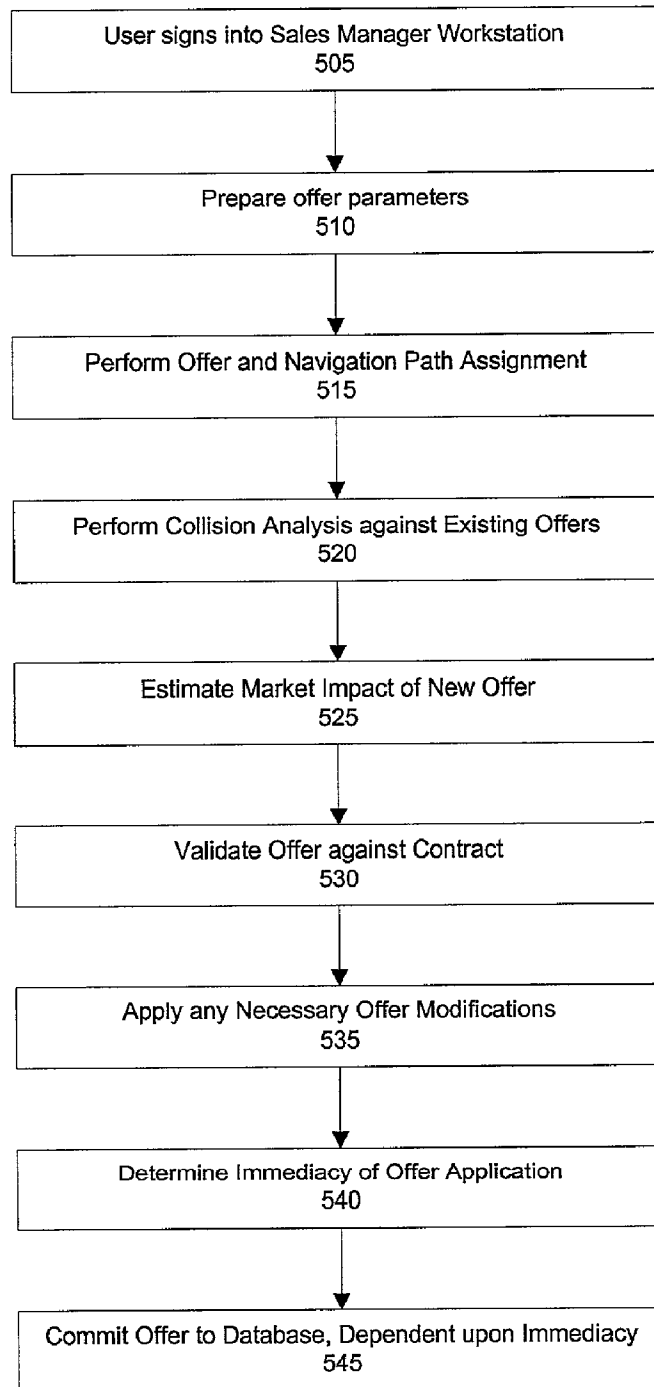 User signs into Sales Manager Workstation
505
Prepare offer parameters
510
Perform Offer and Navigation Path Assignment
515
Perform Collision Analysis against Existing Offers
520
Estimate Market Impact of New Offer
525
Validate Offer against Contract
530
Apply any Necessary Offer Modifications
535
Determine Immediacy of Offer Application
540
Commit Offer to Database, Dependent upon Immediacy
545